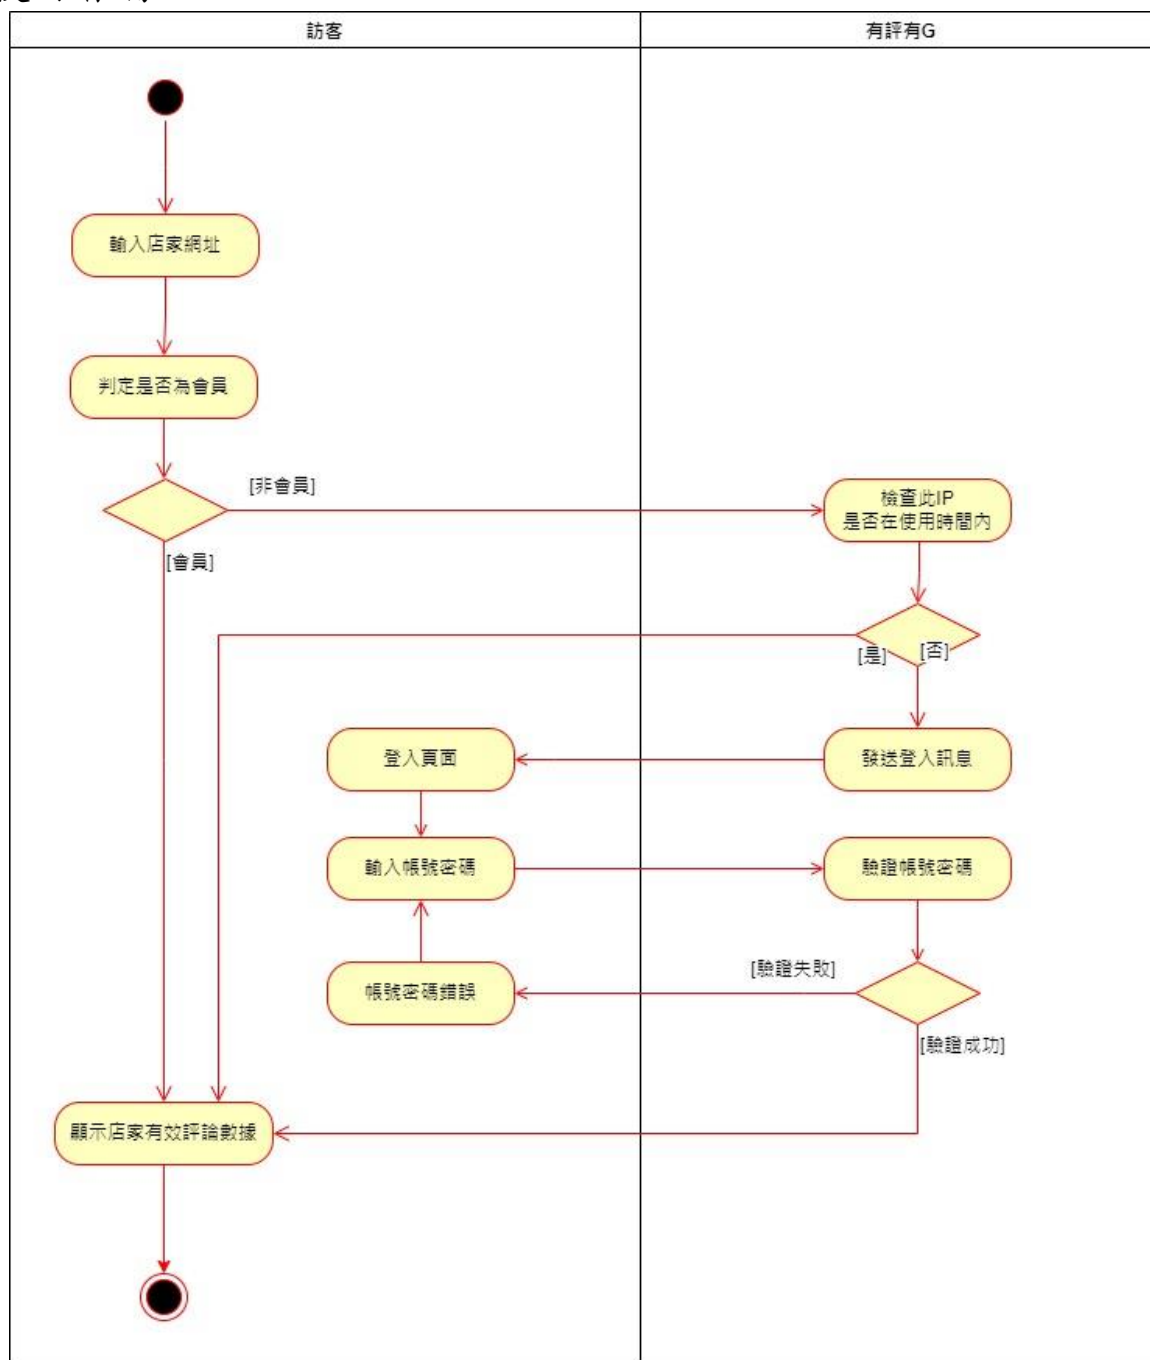 訪客
有評有G
輸入店家網址
判定是否為會員
[非會員]
檢查此IP
是否在使用時間內
[會員]
[是]
[否]
登入頁面
發送登入訊息
輸入帳號密碼
驗證帳號密碼
[驗證失敗]
帳號密碼錯誤
[驗證成功]
顯示店家有效評論數據